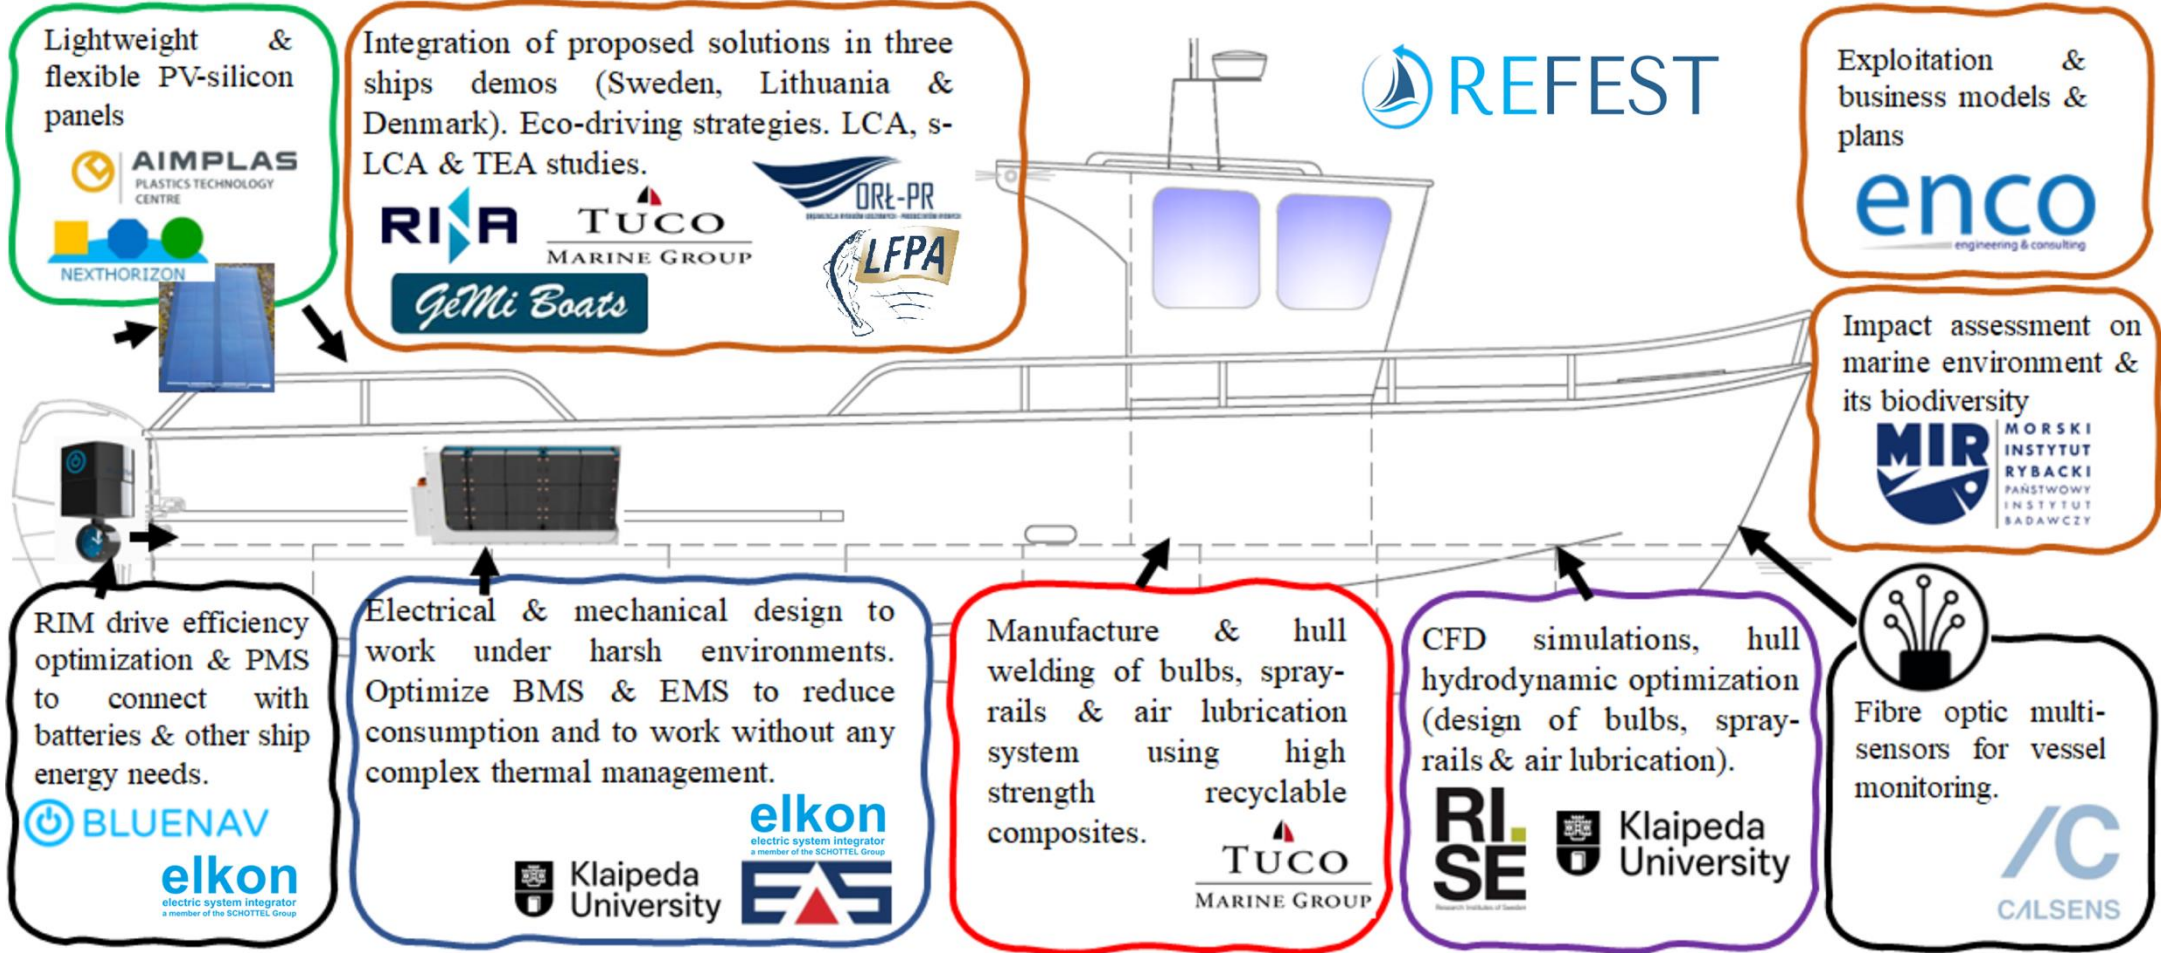 Lightweight &
flexible PV-silicon
panels
AIMPLAS
PLASTICS TECHNOLOGY
CENTRE
NEXTHORIZON
Integration of proposed solutions in three
ships demos (Sweden, Lithuania &
Denmark). Eco-driving strategies. LCA, s-
LCA & TEA studies.
RINA
TUCO
MARINE GROUP
ORŁ-PR
LFPA
GeMi Boats
REFEST
Exploitation &
business models &
plans
enco
engineering & consulting
Impact assessment on
marine environment &
its biodiversity
MIR
MORSKI
INSTYTUT
RYBACKI
PAŃSTWOWY
INSTYTUT
BADAWCZY
RIM drive efficiency
optimization & PMS
to connect with
batteries & other ship
energy needs.
BLUENAV
elkon
electric system integrator
a member of the SCHOTTEL Group
Electrical & mechanical design to
work under harsh environments.
Optimize BMS & EMS to reduce
consumption and to work without any
complex thermal management.
elkon
electric system integrator
a member of the SCHOTTEL Group
Klaipeda
University
EAS
Manufacture & hull
welding of bulbs, spray-
rails & air lubrication
system using high
strength recyclable
composites.
TUCO
MARINE GROUP
CFD simulations, hull
hydrodynamic optimization
(design of bulbs, spray-
rails & air lubrication).
RI.
SE
Research Institutes of Sweden
Klaipeda
University
Fibre optic multi-
sensors for vessel
monitoring.
CALSENS